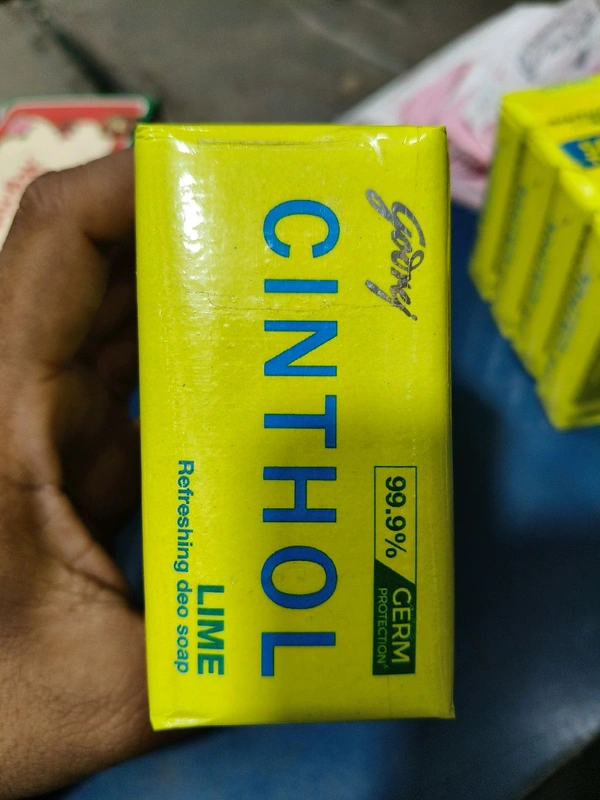 Godrej
CINTHOL
99.9% GERM
PROTECTION^
LIME
Refreshing deo soap